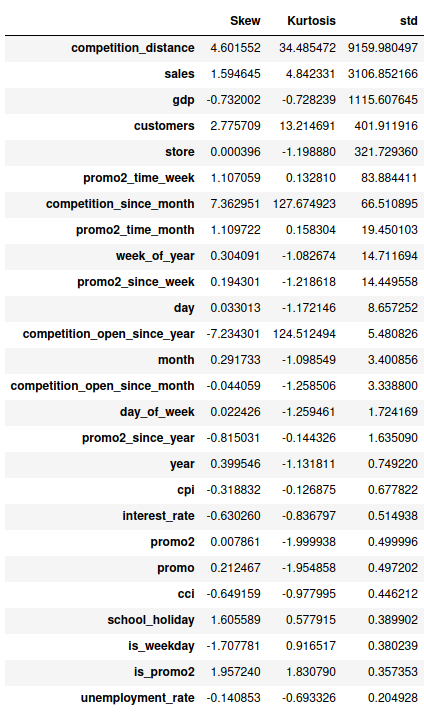 Skew Kurtosis std
competition_distance 4.601552 34.485472 9159.980497
sales 1.594645 4.842331 3106.852166
gdp -0.732002 -0.728239 1115.607645
customers 2.775709 13.214691 401.911916
store 0.000396 -1.198880 321.729360
promo2_time_week 1.107059 0.132810 83.884411
competition_since_month 7.362951 127.674923 66.510895
promo2_time_month 1.109722 0.158304 19.450103
week_of_year 0.304091 -1.082674 14.711694
promo2_since_week 0.194301 -1.218618 14.449558
day 0.033013 -1.172146 8.657252
competition_open_since_year -7.234301 124.512494 5.480826
month 0.291733 -1.098549 3.400856
competition_open_since_month -0.044059 -1.258506 3.338800
day_of_week 0.022426 -1.259461 1.724169
promo2_since_year -0.815031 -0.144326 1.635090
year 0.399546 -1.131811 0.749220
cpi -0.318832 -0.126875 0.677822
interest_rate -0.630260 -0.836797 0.514938
promo2 0.007861 -1.999938 0.499996
promo 0.212467 -1.954858 0.497202
cci -0.649159 -0.977995 0.446212
school_holiday 1.605589 0.577915 0.389902
is_weekday -1.707781 0.916517 0.380239
is_promo2 1.957240 1.830790 0.357353
unemployment_rate -0.140853 -0.693326 0.204928